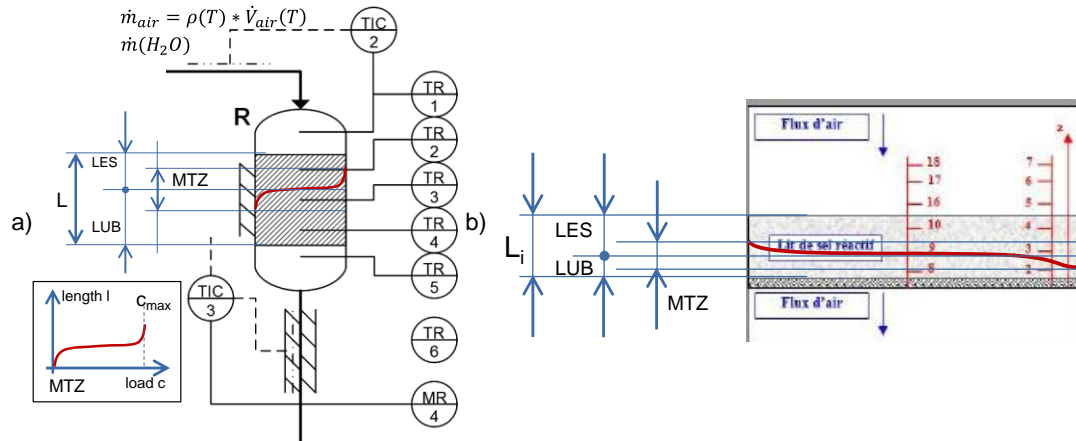 ṁ_air = ρ(T) * V̇_air(T)
ṁ(H₂O)
TIC
2
R
TR
1
TR
2
TR
3
TR
4
TR
5
TR
6
MR
4
TIC
3
LES
MTZ
L
LUB
a)
length l
c_max
MTZ
load c
b)
Flux d'air
z
18
17
16
10
9
8
7
6
5
4
3
2
Lit de sel réactif
Flux d'air
LES
L_i
LUB
MTZ